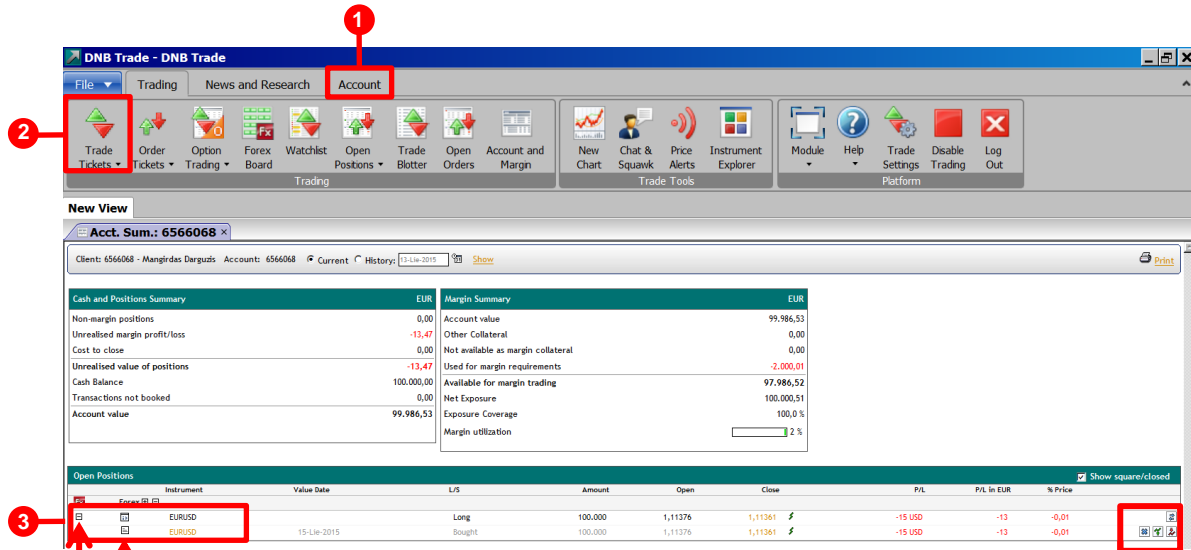 1
DNB Trade - DNB Trade
File Trading News and Research Account
2
Trade Tickets
Order Tickets
Option Trading
Forex Board
Watchlist
Open Positions
Trade Blotter
Open Orders
Account and Margin
New Chart
Chat & Squawk
Price Alerts
Instrument Explorer
Module
Help
Trade Settings
Disable Trading
Log Out
Trading Trade Tools Platform
New View
Acct. Sum.: 6566068 ×
Client: 6566068 - Mangirdas Darguzis Account: 6566068 Current History: 13-Lie-2015 Show Print
Cash and Positions Summary EUR
Non-margin positions 0,00
Unrealised margin profit/loss -13,47
Cost to close 0,00
Unrealised value of positions -13,47
Cash Balance 100.000,00
Transactions not booked 0,00
Account value 99.986,53
Margin Summary EUR
Account value 99.986,53
Other Collateral 0,00
Not available as margin collateral 0,00
Used for margin requirements -2.000,01
Available for margin trading 97.986,52
Net Exposure 100.000,51
Exposure Coverage 100,0 %
Margin utilization 2 %
Open Positions Show square/closed
Instrument Value Date L/S Amount Open Close P/L P/L in EUR % Price
Fx Forex
3
EURUSD Long 100.000 1,11376 1,11361 -15 USD -13 -0,01
EURUSD 15-Lie-2015 Bought 100.000 1,11376 1,11361 -15 USD -13 -0,01